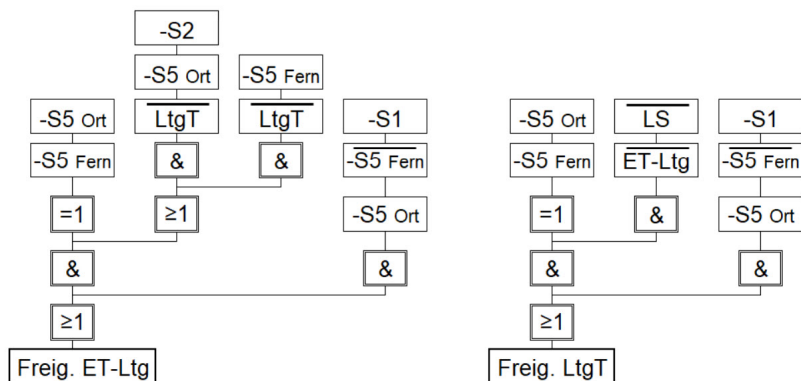 -S2
-S5 Ort
-S5 Fern
-S5 Ort
LtgT
LtgT
-S1
-S5 Fern
&
&
-S5 Fern
=1
≥1
-S5 Ort
&
&
≥1
Freig. ET-Ltg
-S5 Ort
LS
-S1
-S5 Fern
ET-Ltg
-S5 Fern
=1
&
-S5 Ort
&
&
≥1
Freig. LtgT